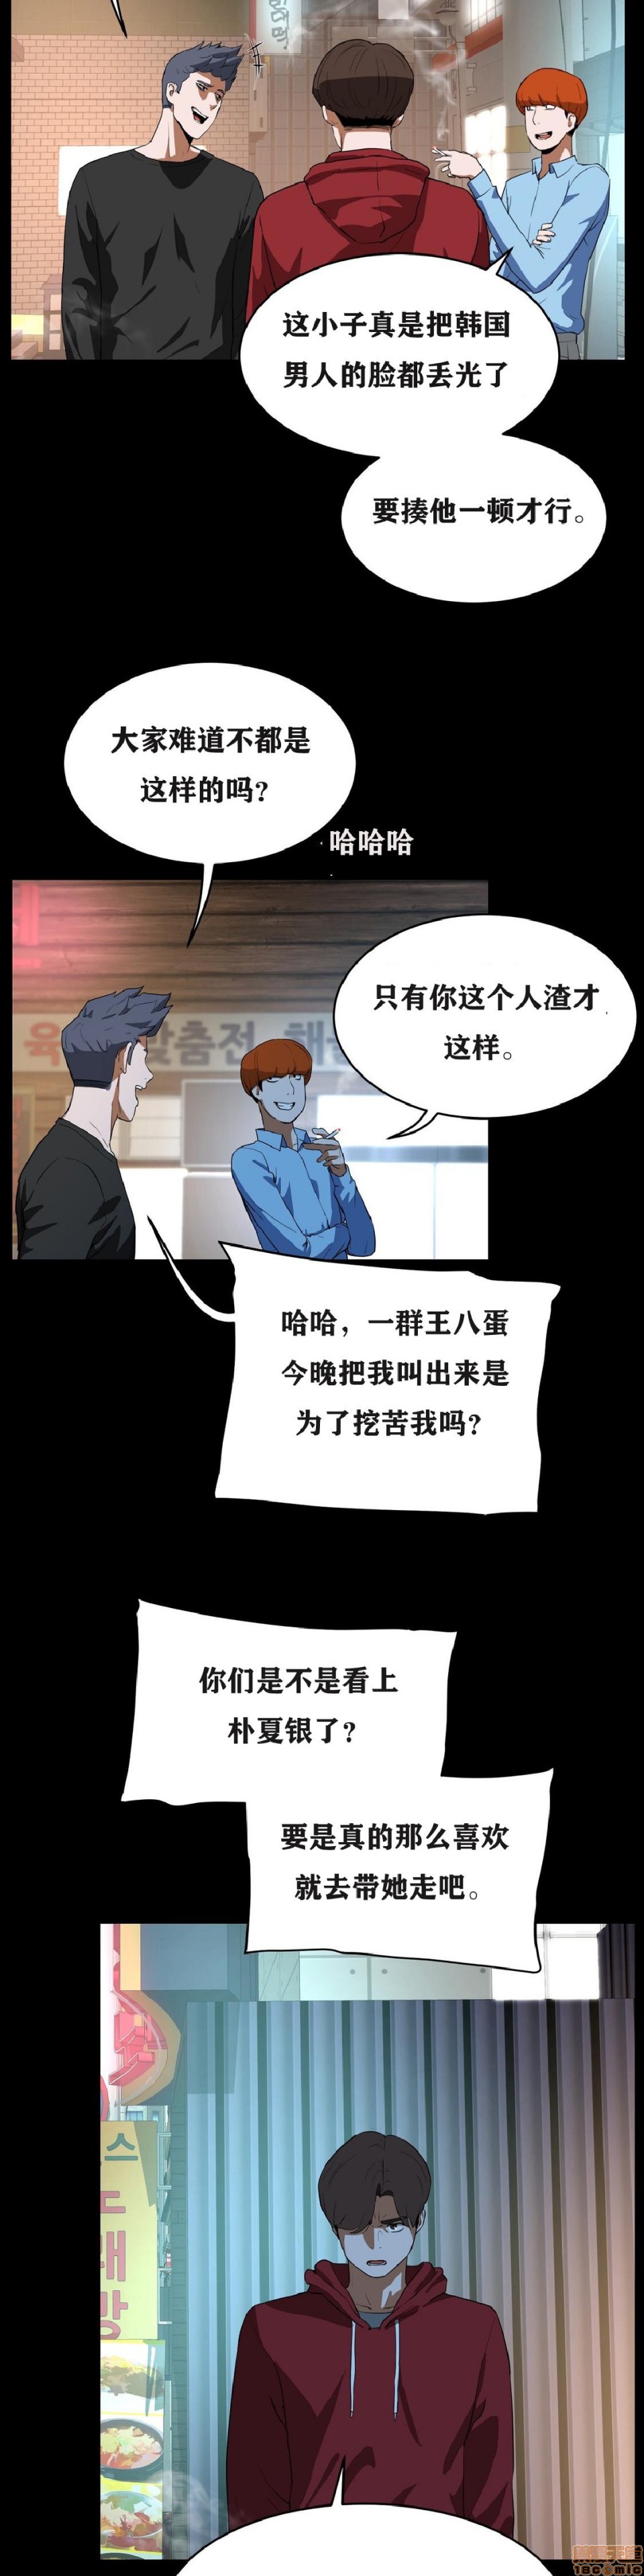 这小子真是把韩国
男人的脸都丢光了
要揍他一顿才行。
大家难道不都是
这样的吗？
哈哈哈
只有你这个人渣才
这样。
哈哈，一群王八蛋
今晚把我叫出来是
为了挖苦我吗？
你们是不是看上
朴夏银了？
要是真的那么喜欢
就去带她走吧。